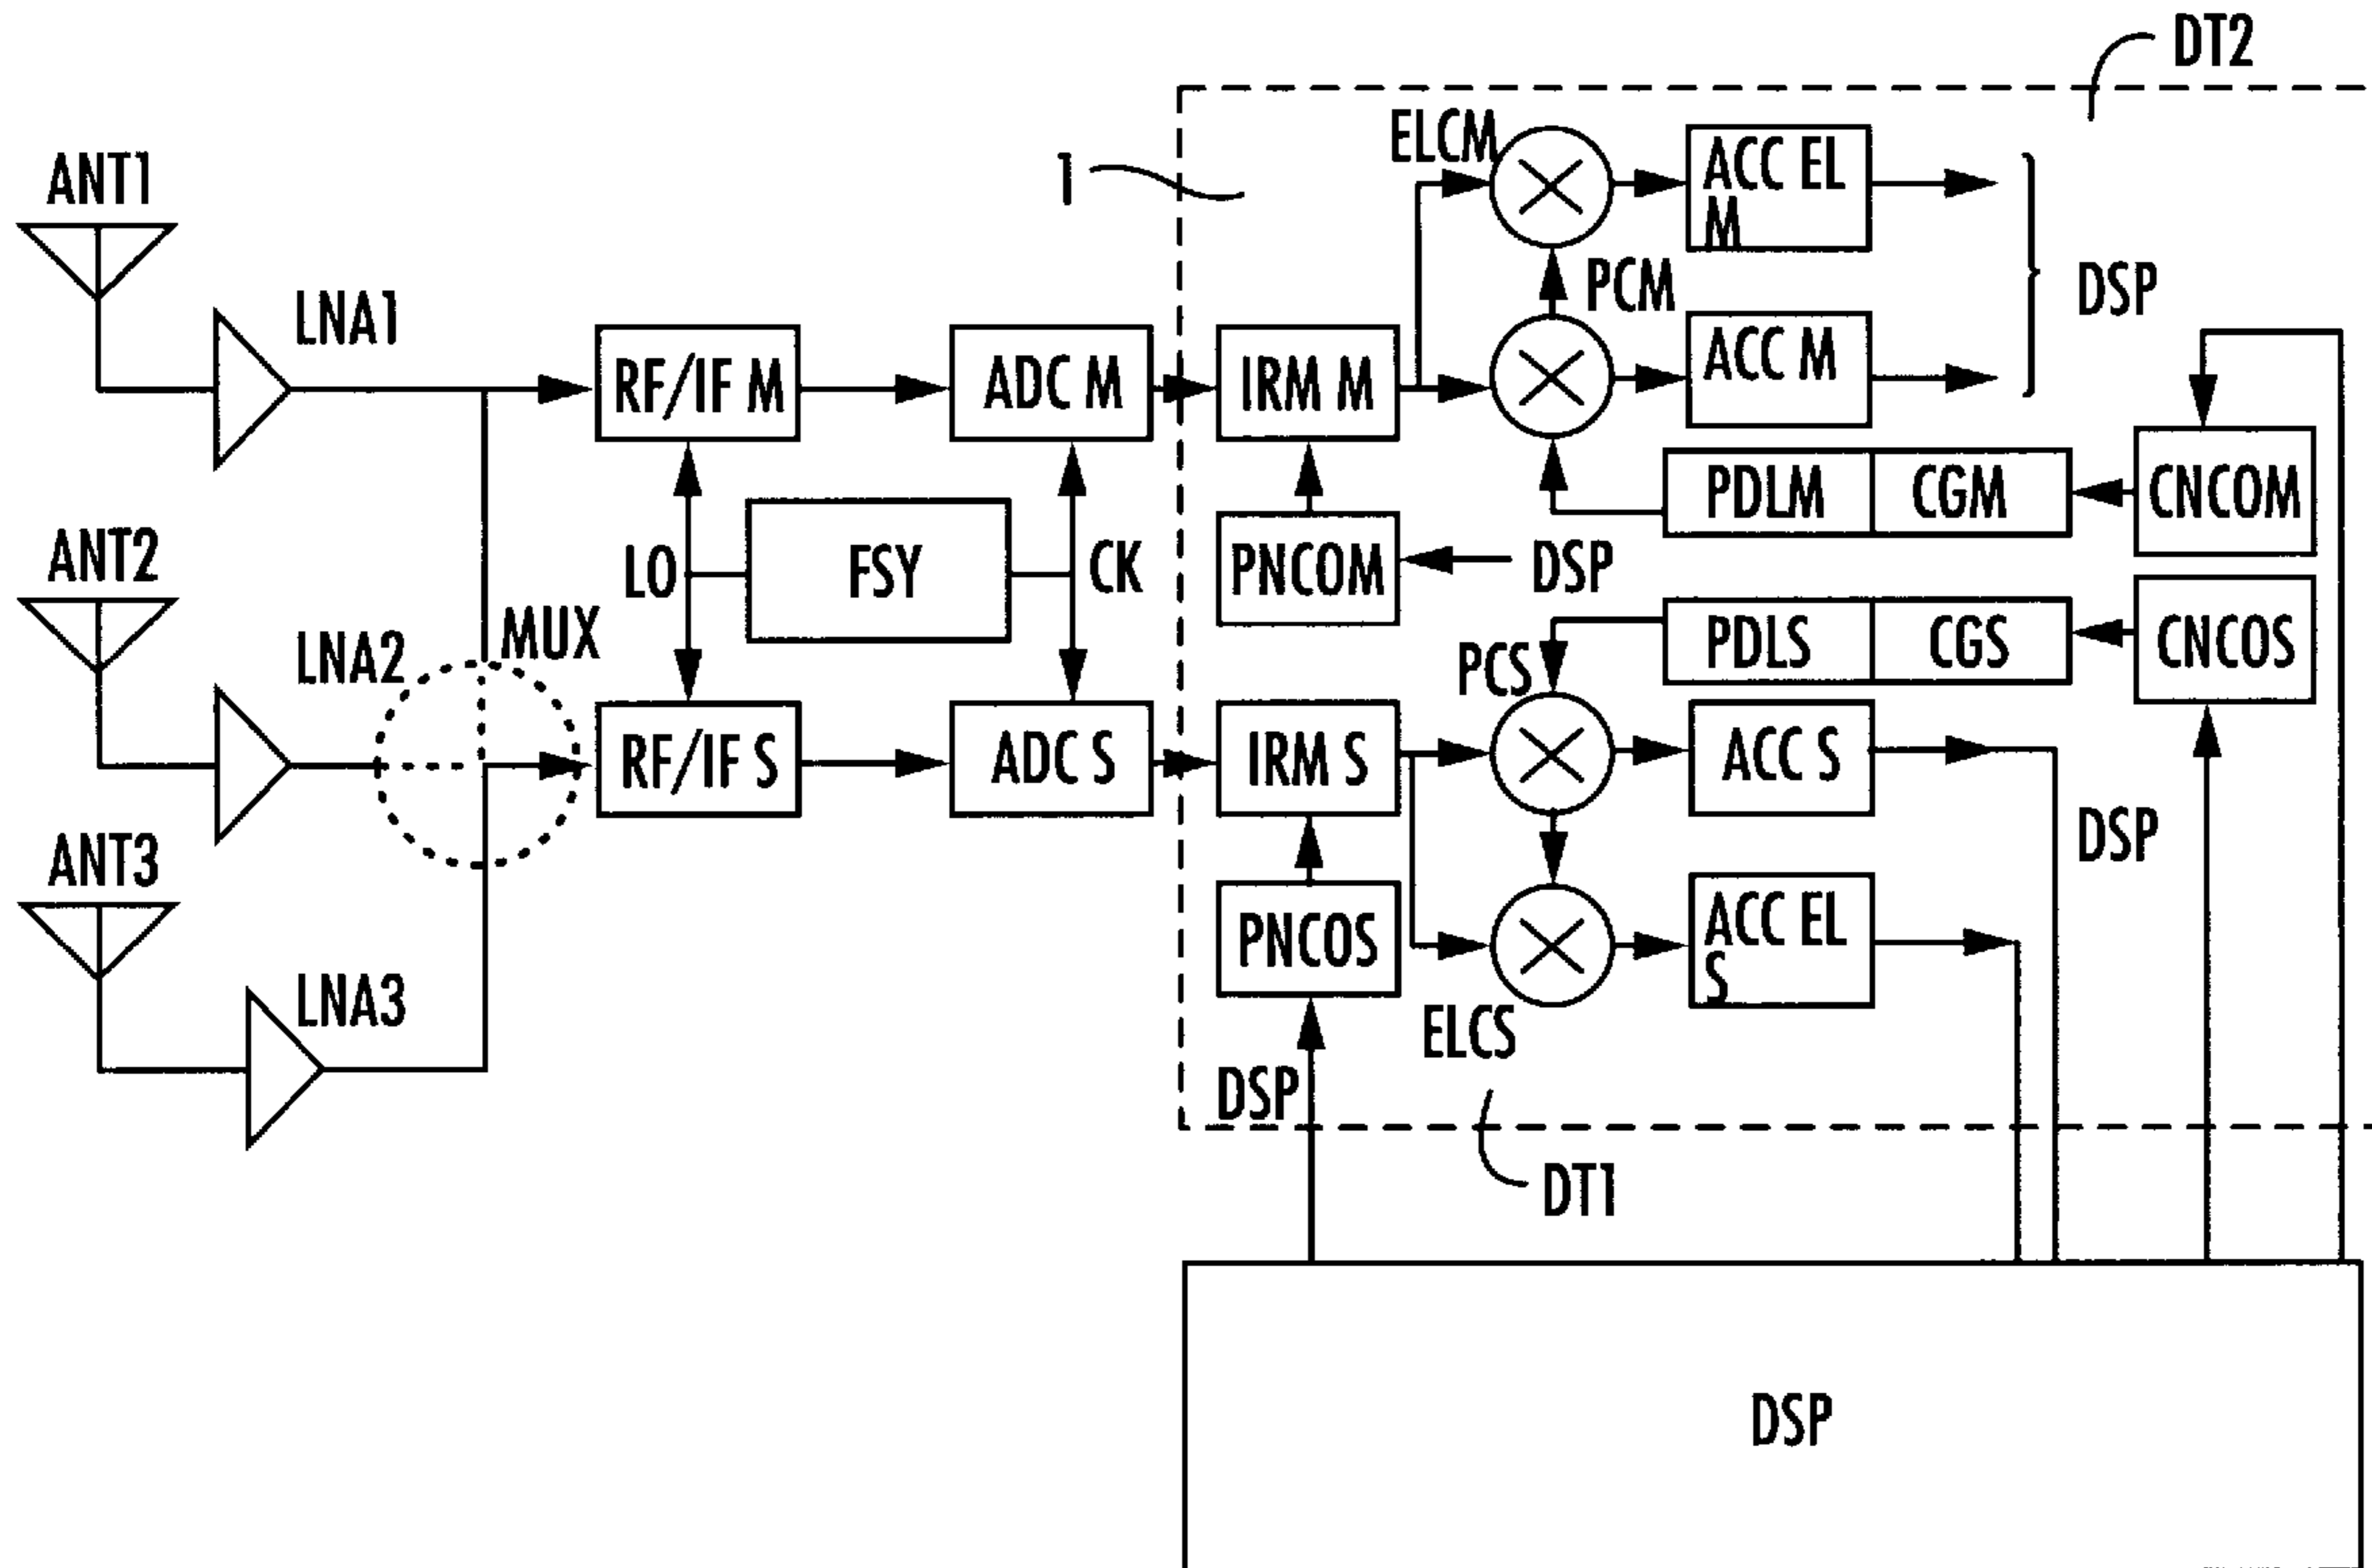 DT2
ELCM
ACC EL
M
1
ANT1
PCM
DSP
LNA1
RF/IF M
ADC M
IRM M
ACC M
PDLM
CGM
CNCOM
ANT2
LO
FSY
CK
PNCOM
DSP
LNA2
MUX
PCS
PDLS
CGS
CNCOS
RF/IF S
ADC S
IRM S
ACC S
DSP
ANT3
PNCOS
ACC EL
S
LNA3
ELCS
DSP
DT1
DSP